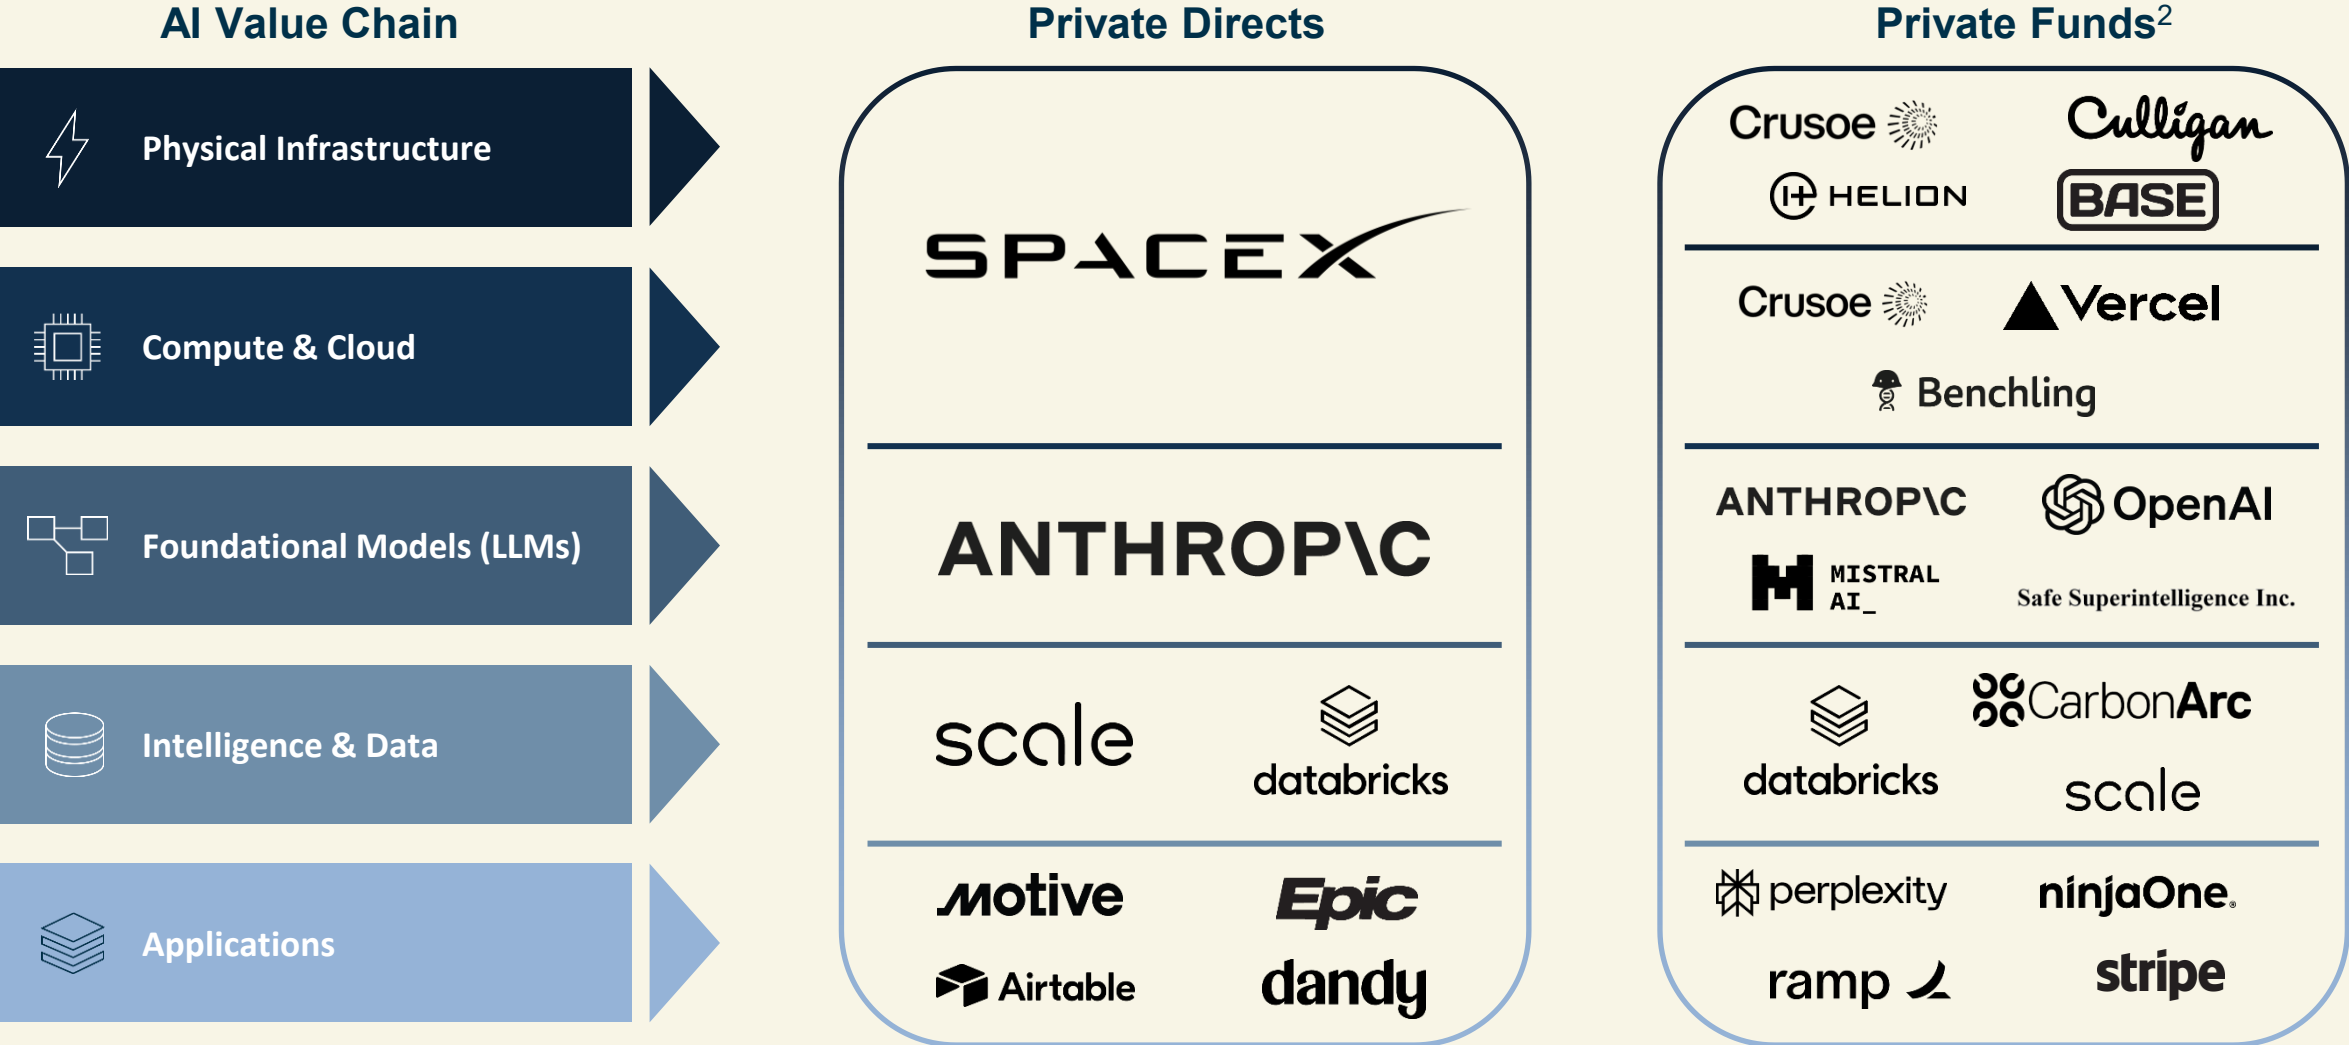 AI Value Chain
Private Directs
Private Funds²
Physical Infrastructure
Compute & Cloud
SPACEX
Crusoe
Culligan
HELION
BASE
Crusoe
Vercel
Benchling
Foundational Models (LLMs)
ANTHROP\C
ANTHROP\C
OpenAI
MISTRAL
AI_
Safe Superintelligence Inc.
Intelligence & Data
scale
databricks
databricks
CarbonArc
scale
Applications
motive
Epic
Airtable
dandy
perplexity
ninjaOne®
ramp
stripe